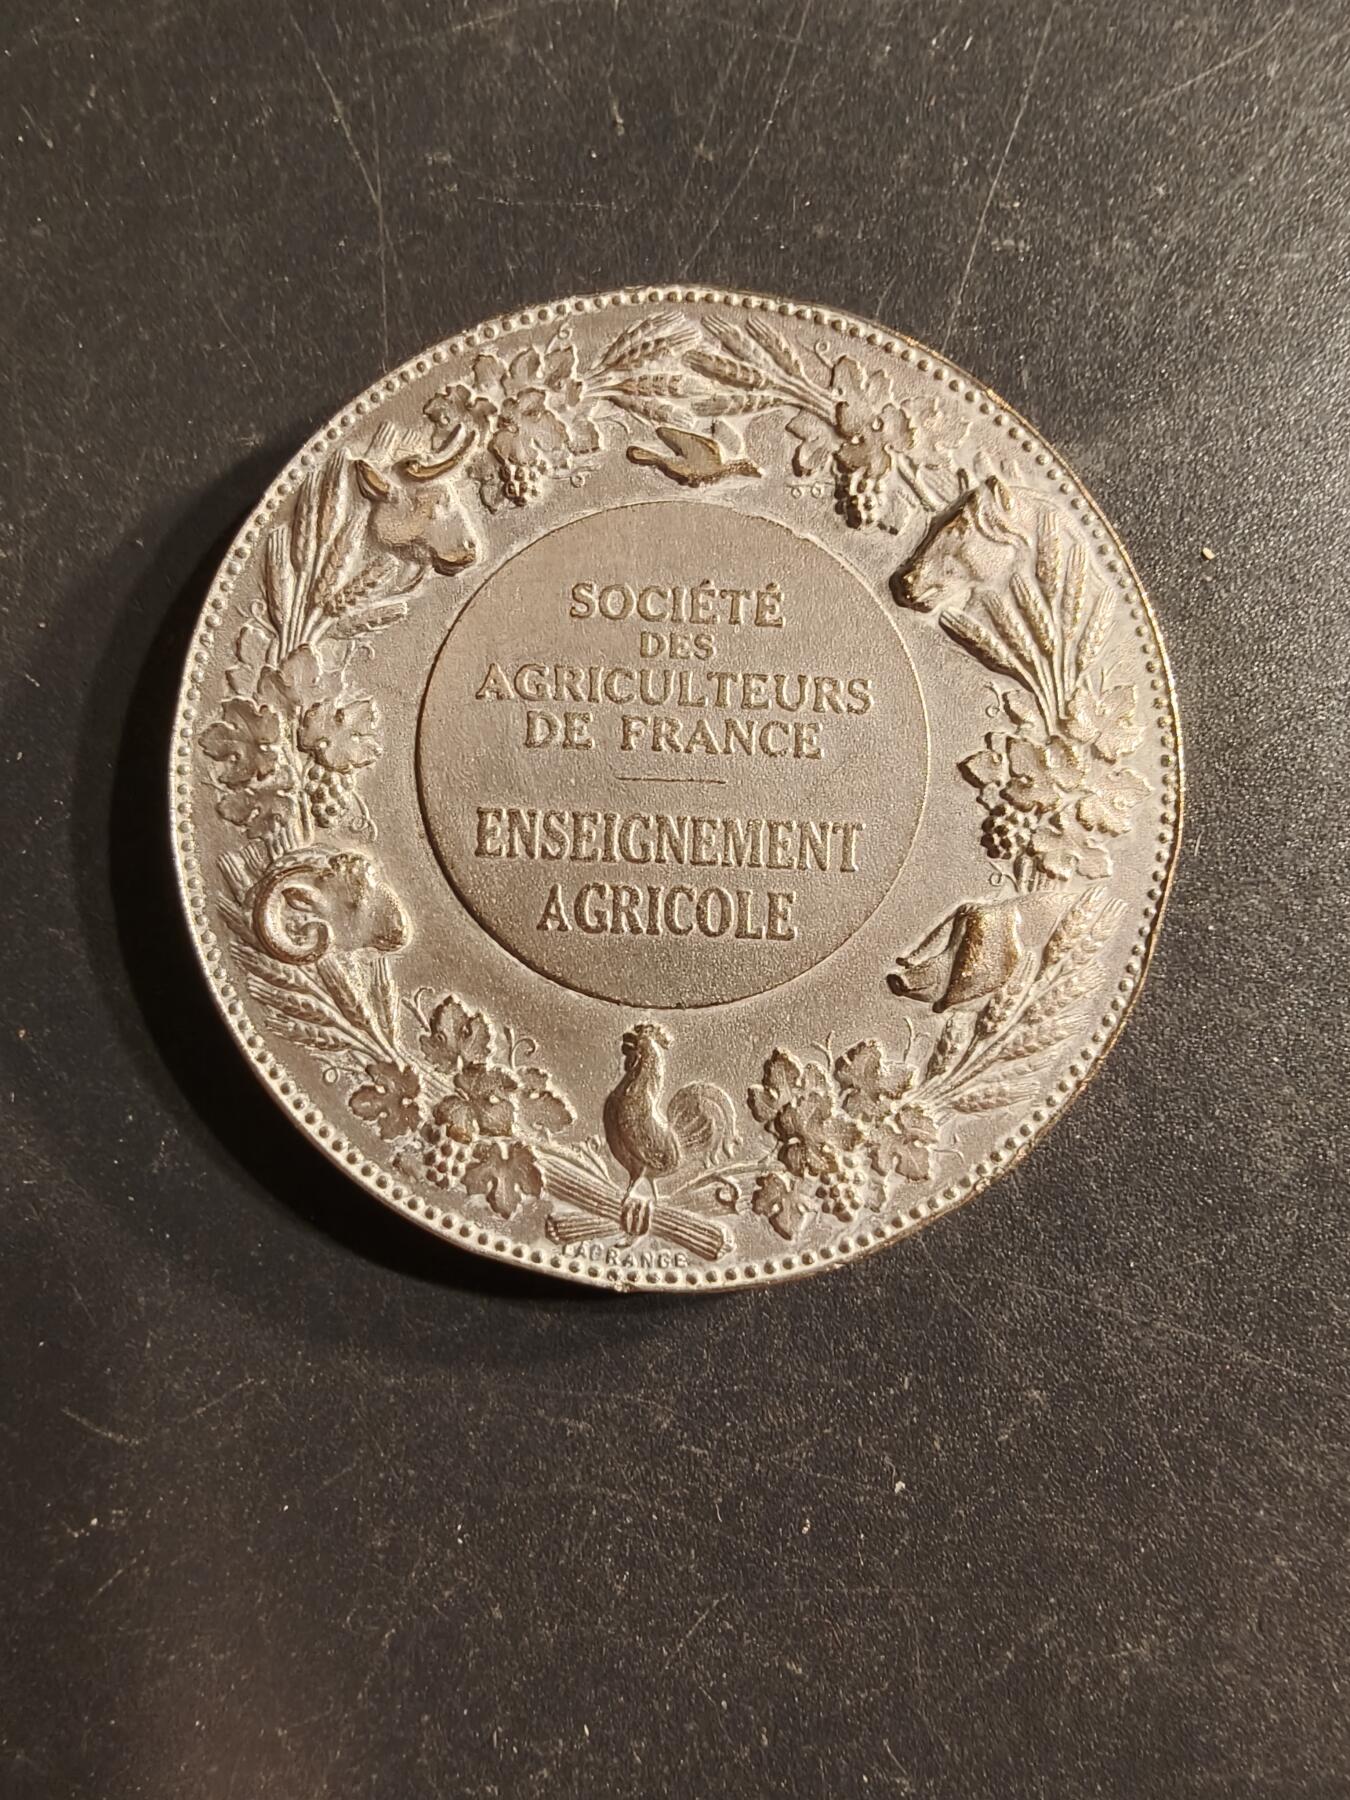 SOCIÉTÉ
DES
AGRICULTEURS
DE FRANCE
ENSEIGNEMENT
AGRICOLE
LAGRANGE